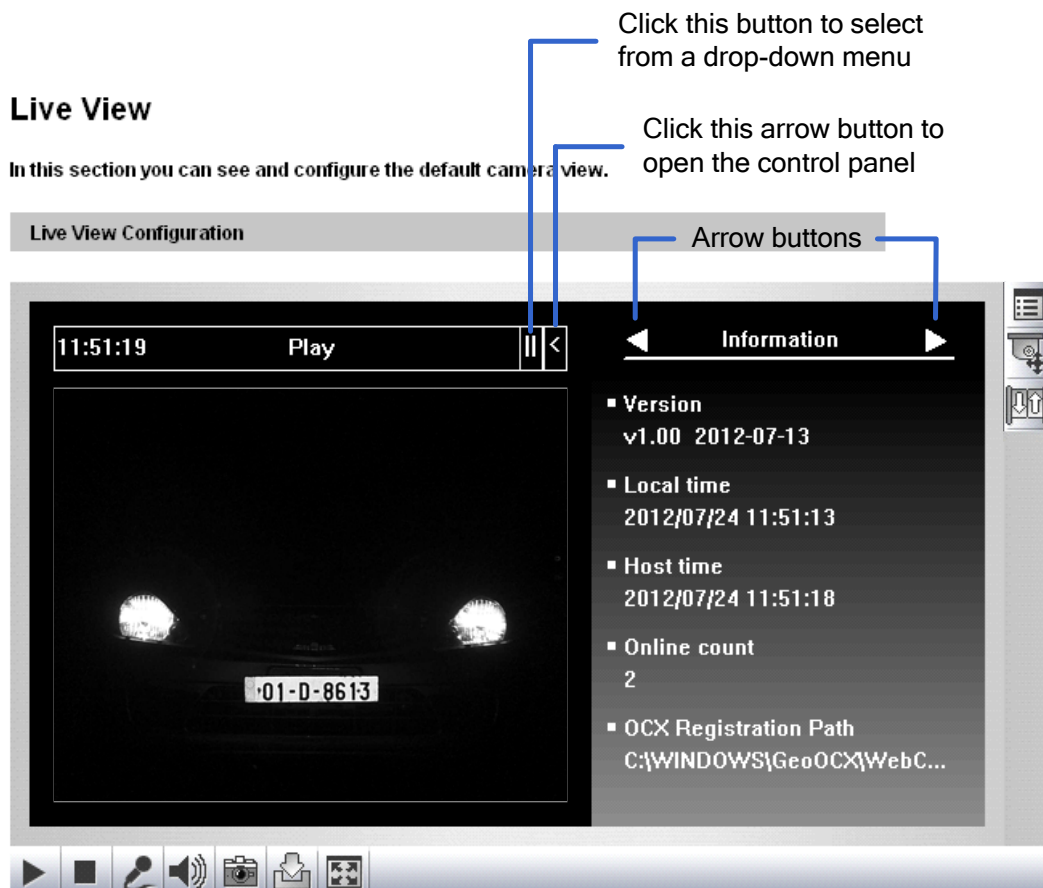 Click this button to select
from a drop-down menu
Live View
Click this arrow button to
open the control panel
In this section you can see and configure the default camera view.
Live View Configuration
Arrow buttons
11:51:19 Play
Information
Version
v1.00 2012-07-13
Local time
2012/07/24 11:51:13
Host time
2012/07/24 11:51:18
Online count
2
OCX Registration Path
C:\WINDOWS\GeoOCX\WebC...
01-D-8613